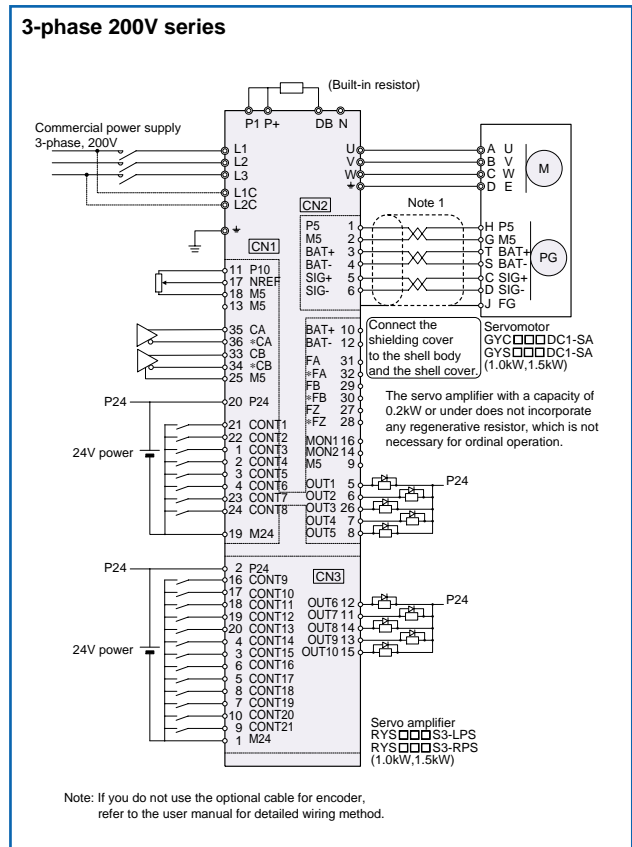 3-phase 200V series
(Built-in resistor)
P1 P+ DB N
Commercial power supply
3-phase, 200V
L1
L2
L3
L1C
L2C
U
V
W
A U
B V
C W
D E
M
CN2
Note 1
P5 1
M5 2
BAT+ 3
BAT- 4
SIG+ 5
SIG- 6
H P5
G M5
T BAT+
S BAT-
C SIG+
D SIG-
J FG
PG
CN1
11 P10
17 NREF
18 M5
13 M5
35 CA
36 *CA
33 CB
34 *CB
25 M5
P24
20 P24
21 CONT1
22 CONT2
1 CONT3
2 CONT4
3 CONT5
4 CONT6
23 CONT7
24 CONT8
24V power
19 M24
BAT+ 10
BAT- 12
FA 31
*FA 32
FB 29
*FB 30
FZ 27
*FZ 28
MON1 16
MON2 14
M5 9
OUT1 5
OUT2 6
OUT3 26
OUT4 7
OUT5 8
P24
Connect the
shielding cover
to the shell body
and the shell cover.
Servomotor
GYC□□□DC1-SA
GYS□□□DC1-SA
(1.0kW,1.5kW)
The servo amplifier with a capacity of
0.2kW or under does not incorporate
any regenerative resistor, which is not
necessary for ordinal operation.
P24
2 P24
16 CONT9
17 CONT10
18 CONT11
19 CONT12
20 CONT13
4 CONT14
3 CONT15
6 CONT16
5 CONT17
8 CONT18
7 CONT19
10 CONT20
9 CONT21
1 M24
24V power
CN3
OUT6 12
OUT7 11
OUT8 14
OUT9 13
OUT10 15
P24
Servo amplifier
RYS□□□S3-LPS
RYS□□□S3-RPS
(1.0kW,1.5kW)
Note: If you do not use the optional cable for encoder,
refer to the user manual for detailed wiring method.